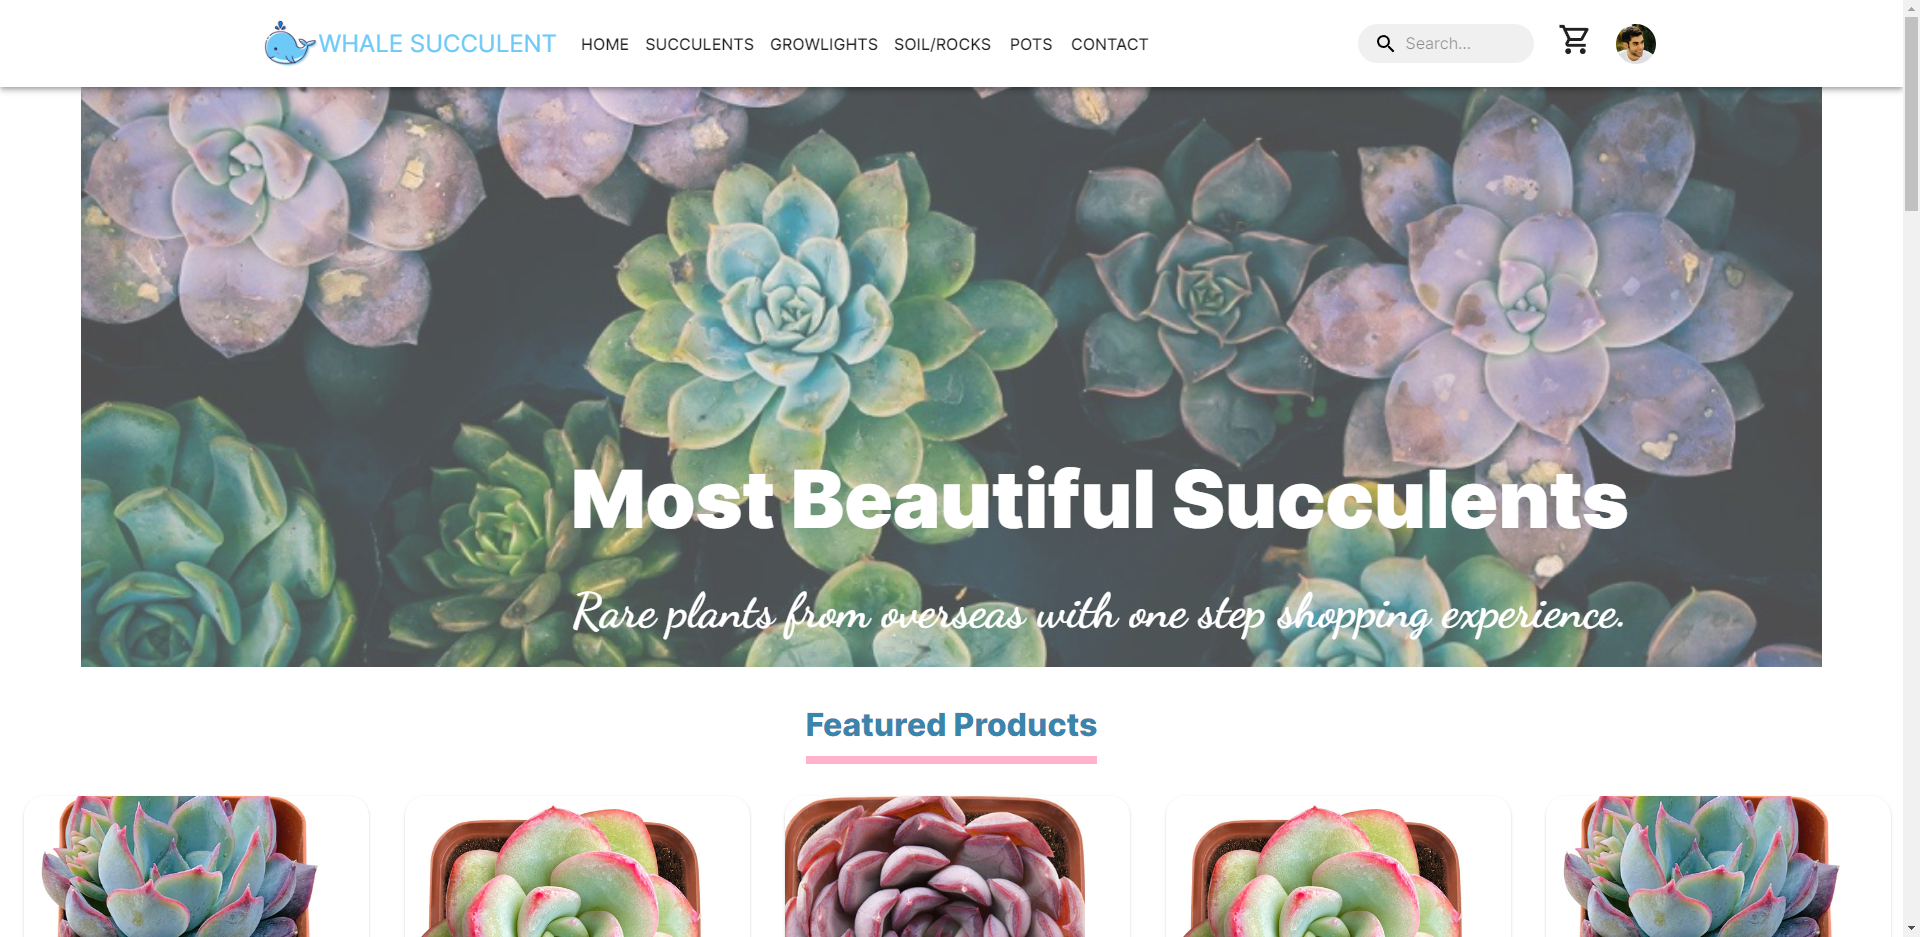 WHALE SUCCULENT
HOME SUCCULENTS GROWLIGHTS SOIL/ROCKS POTS CONTACT
Search...
Most Beautiful Succulents
Rare plants from overseas with one step shopping experience.
Featured Products